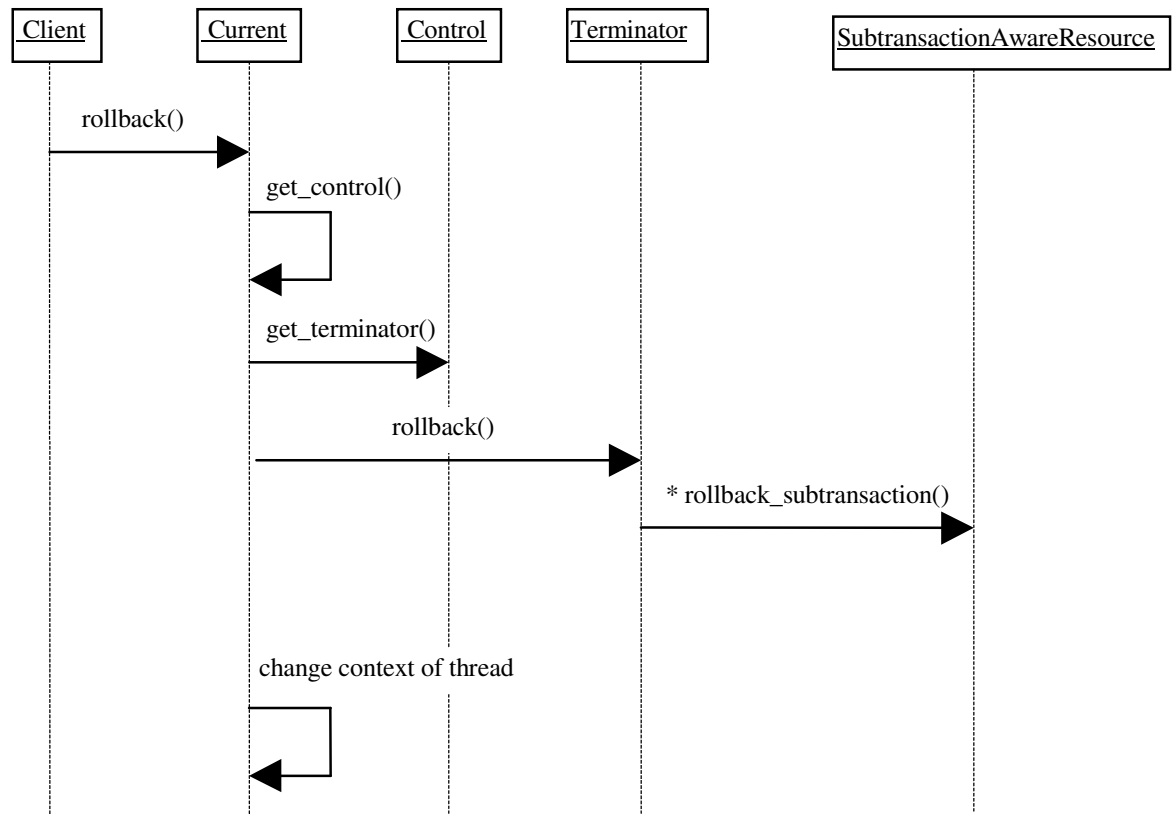 Client
Current
Control
Terminator
SubtransactionAwareResource
rollback()
get_control()
get_terminator()
rollback()
* rollback_subtransaction()
change context of thread